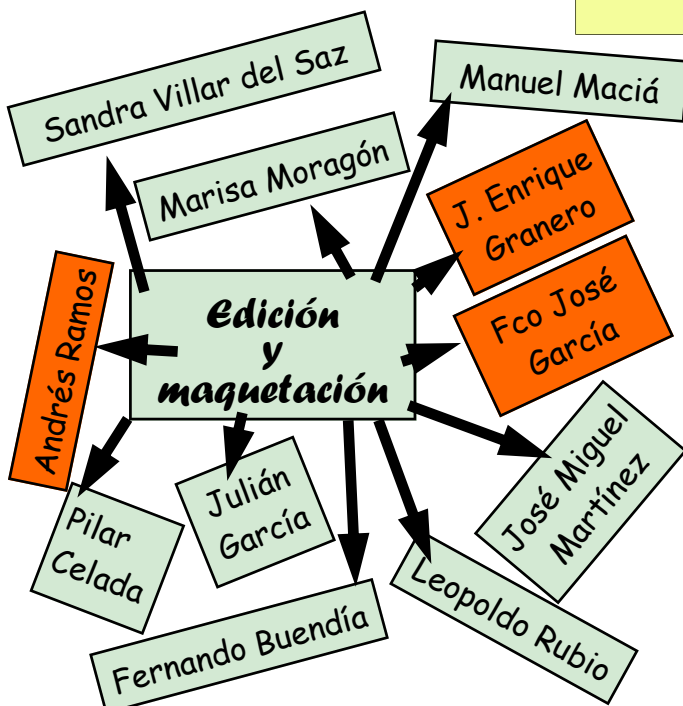 Sandra Villar del Saz
Manuel Maciá
Marisa Moragón
J. Enrique
Granero
Edición
y
maquetación
Fco José
García
Andrés Ramos
José Miguel
Martínez
Julián
García
Pilar
Celada
Leopoldo Rubio
Fernando Buendía